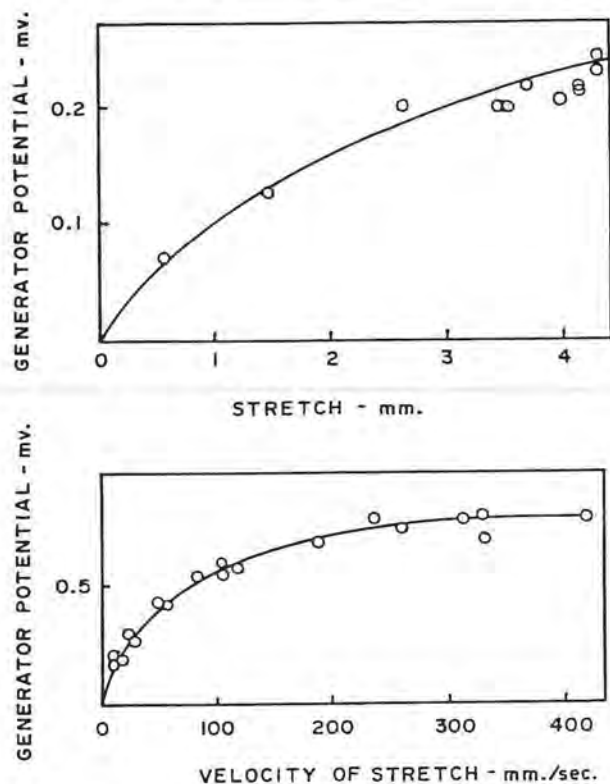 GENERATOR POTENTIAL - mv.
0.2
0.1
0 1 2 3 4
STRETCH - mm.
GENERATOR POTENTIAL - mv.
0.5
0 100 200 300 400
VELOCITY OF STRETCH - mm./sec.